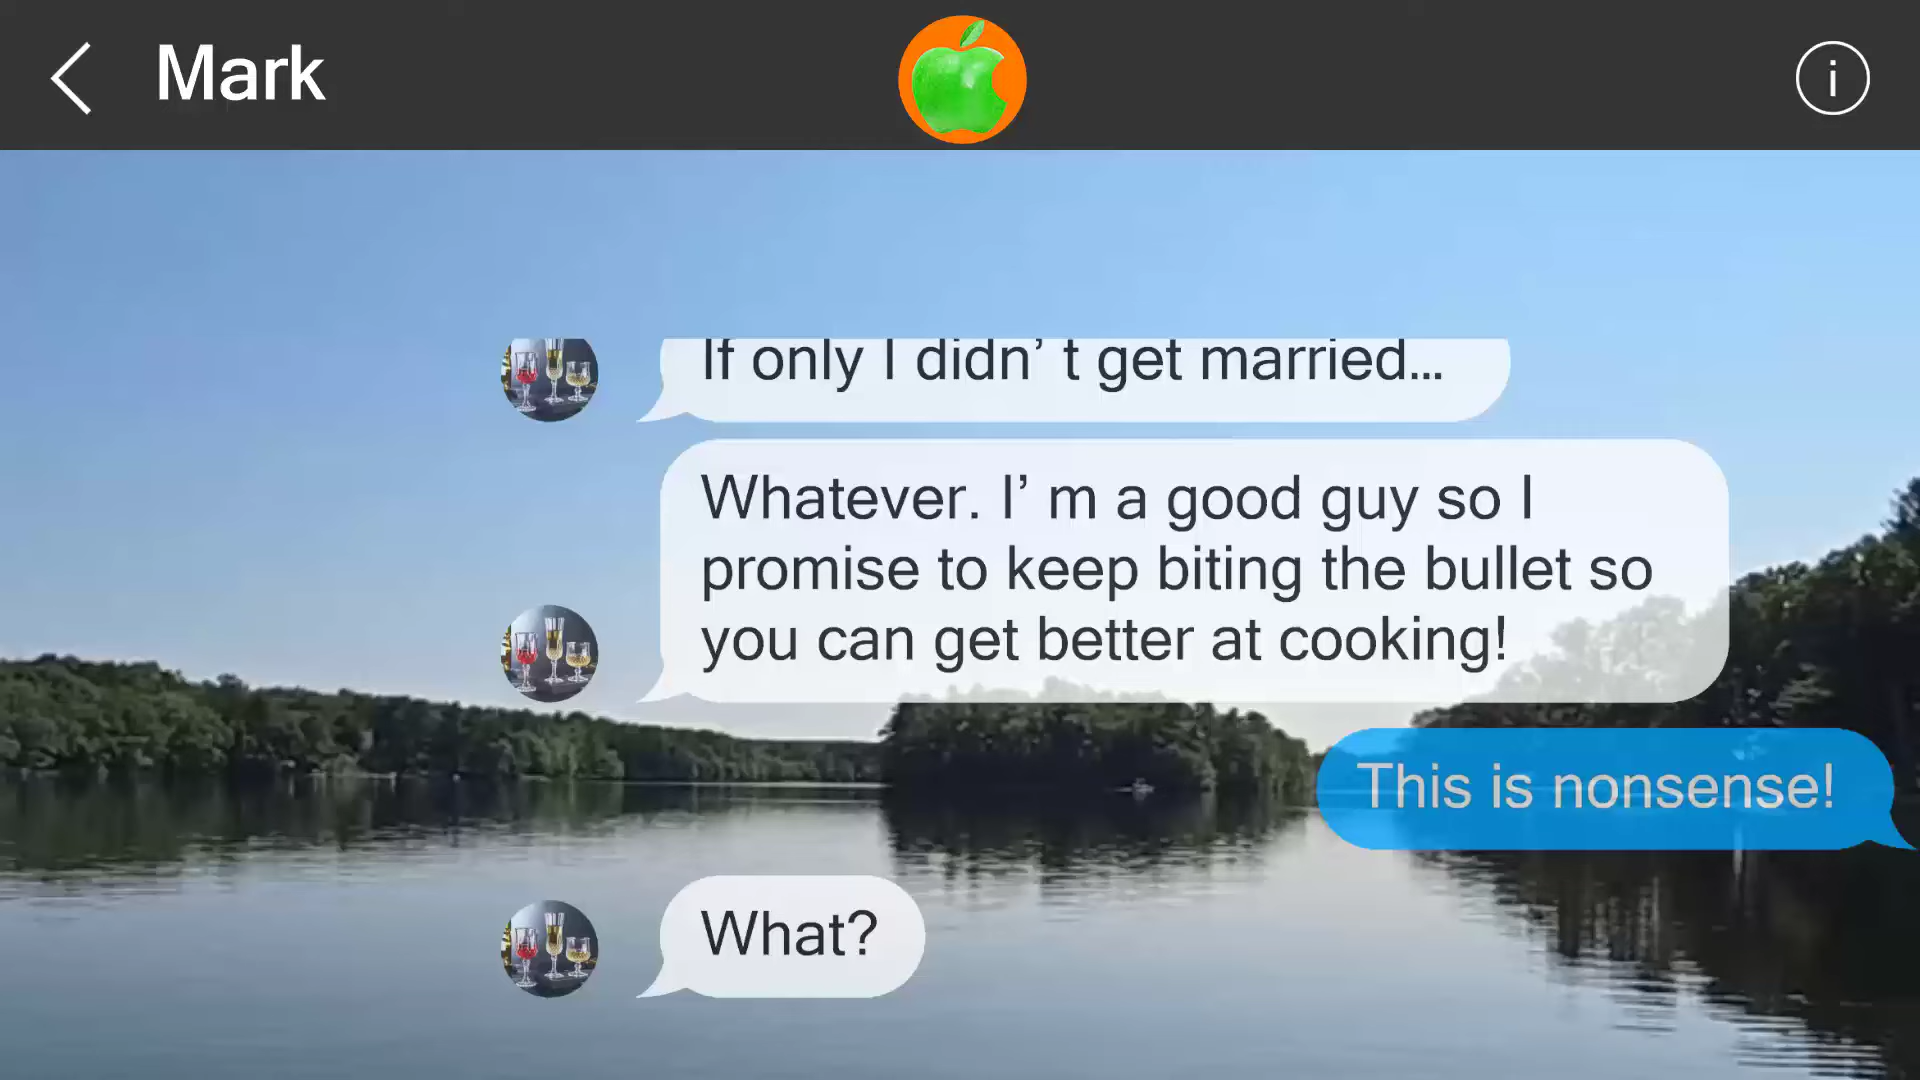 Mark
i
If only I didn’ t get married...
Whatever. I’ m a good guy so I
promise to keep biting the bullet so
you can get better at cooking!
This is nonsense!
What?